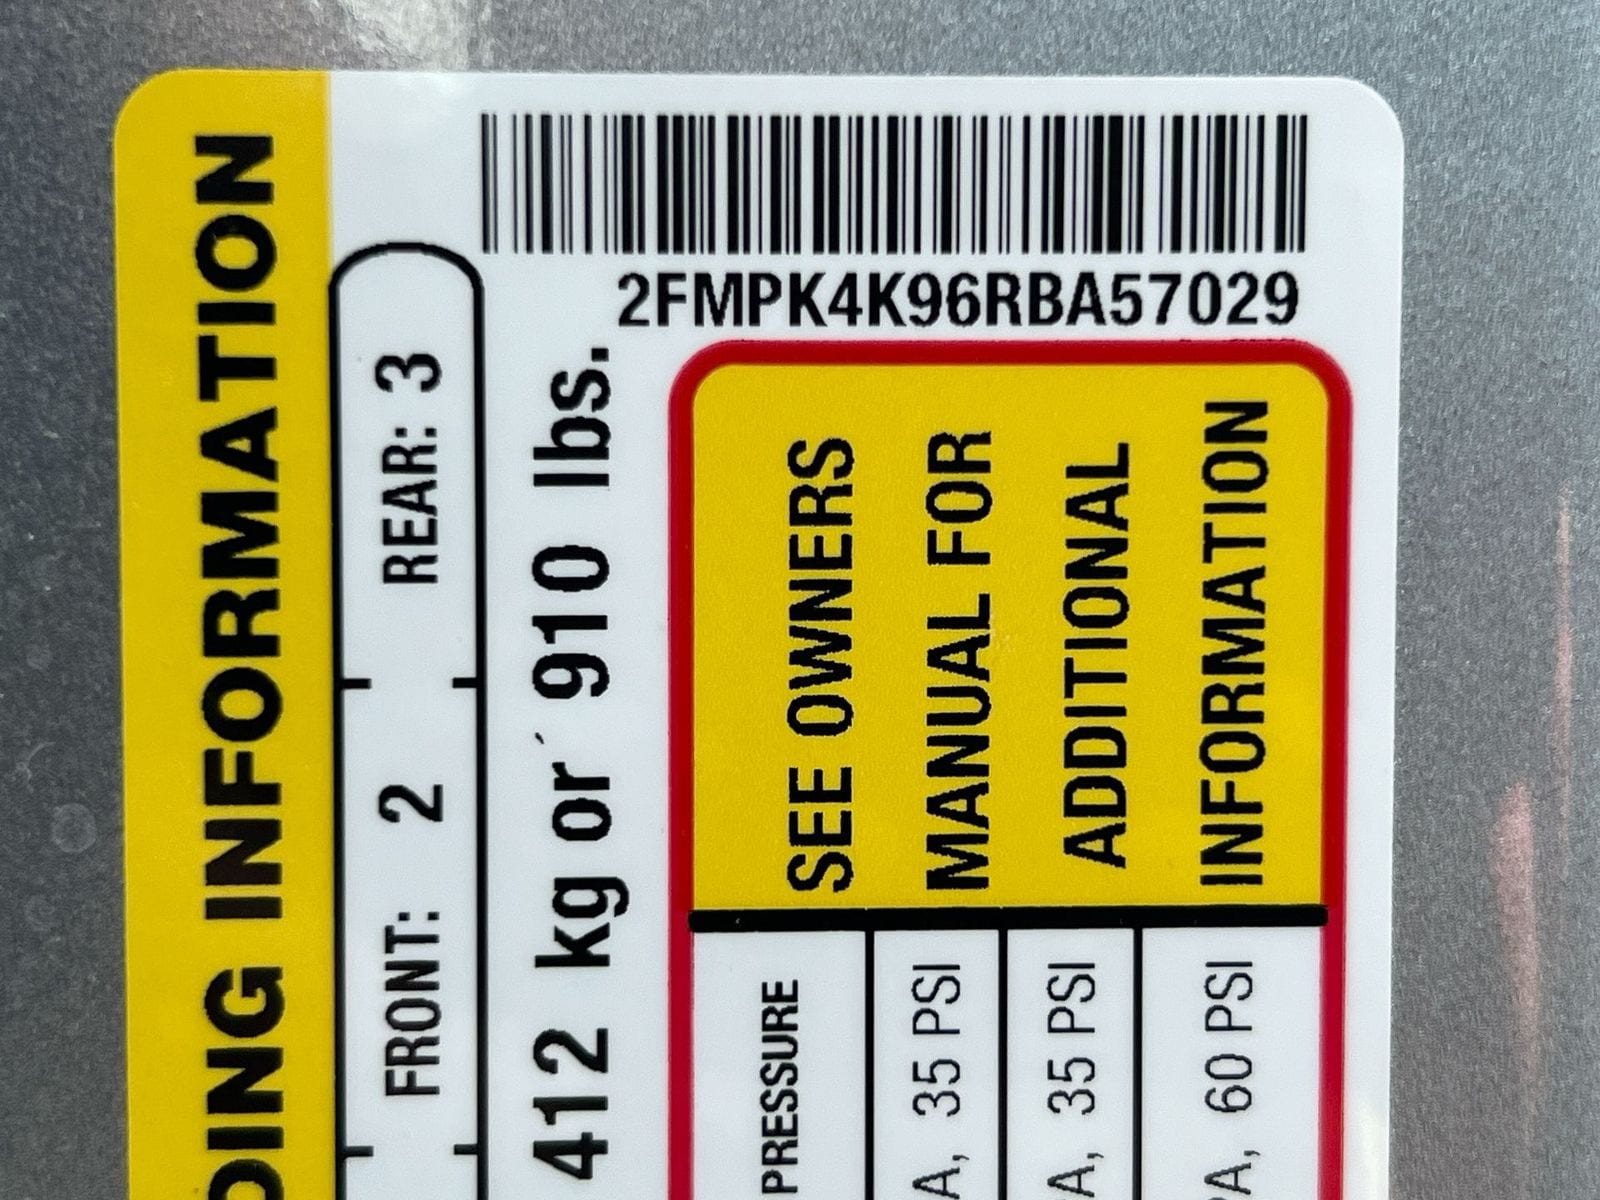 2FMPK4K96RBA57029
DING INFORMATION
FRONT: 2 REAR: 3
412 kg or 910 lbs.
PRESSURE
A, 35 PSI
PA, 35 PSI
PA, 60 PSI
SEE OWNERS
MANUAL FOR
ADDITIONAL
INFORMATION